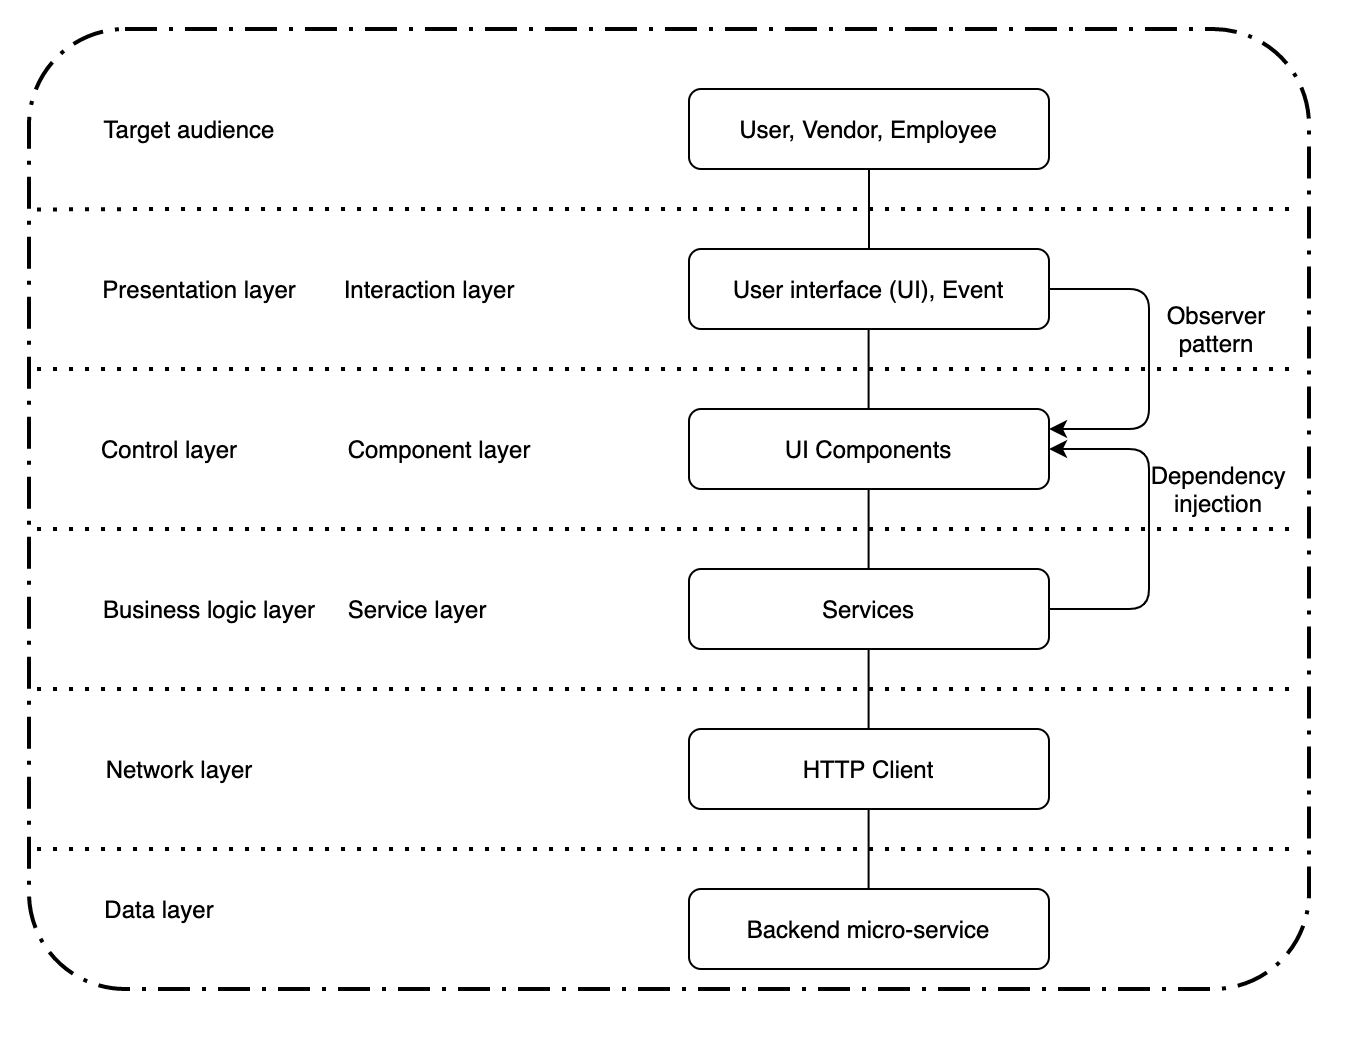 Target audience
User, Vendor, Employee
Presentation layer
Interaction layer
User interface (UI), Event
Observer
pattern
Control layer
Component layer
UI Components
Dependency
injection
Business logic layer
Service layer
Services
Network layer
HTTP Client
Data layer
Backend micro-service